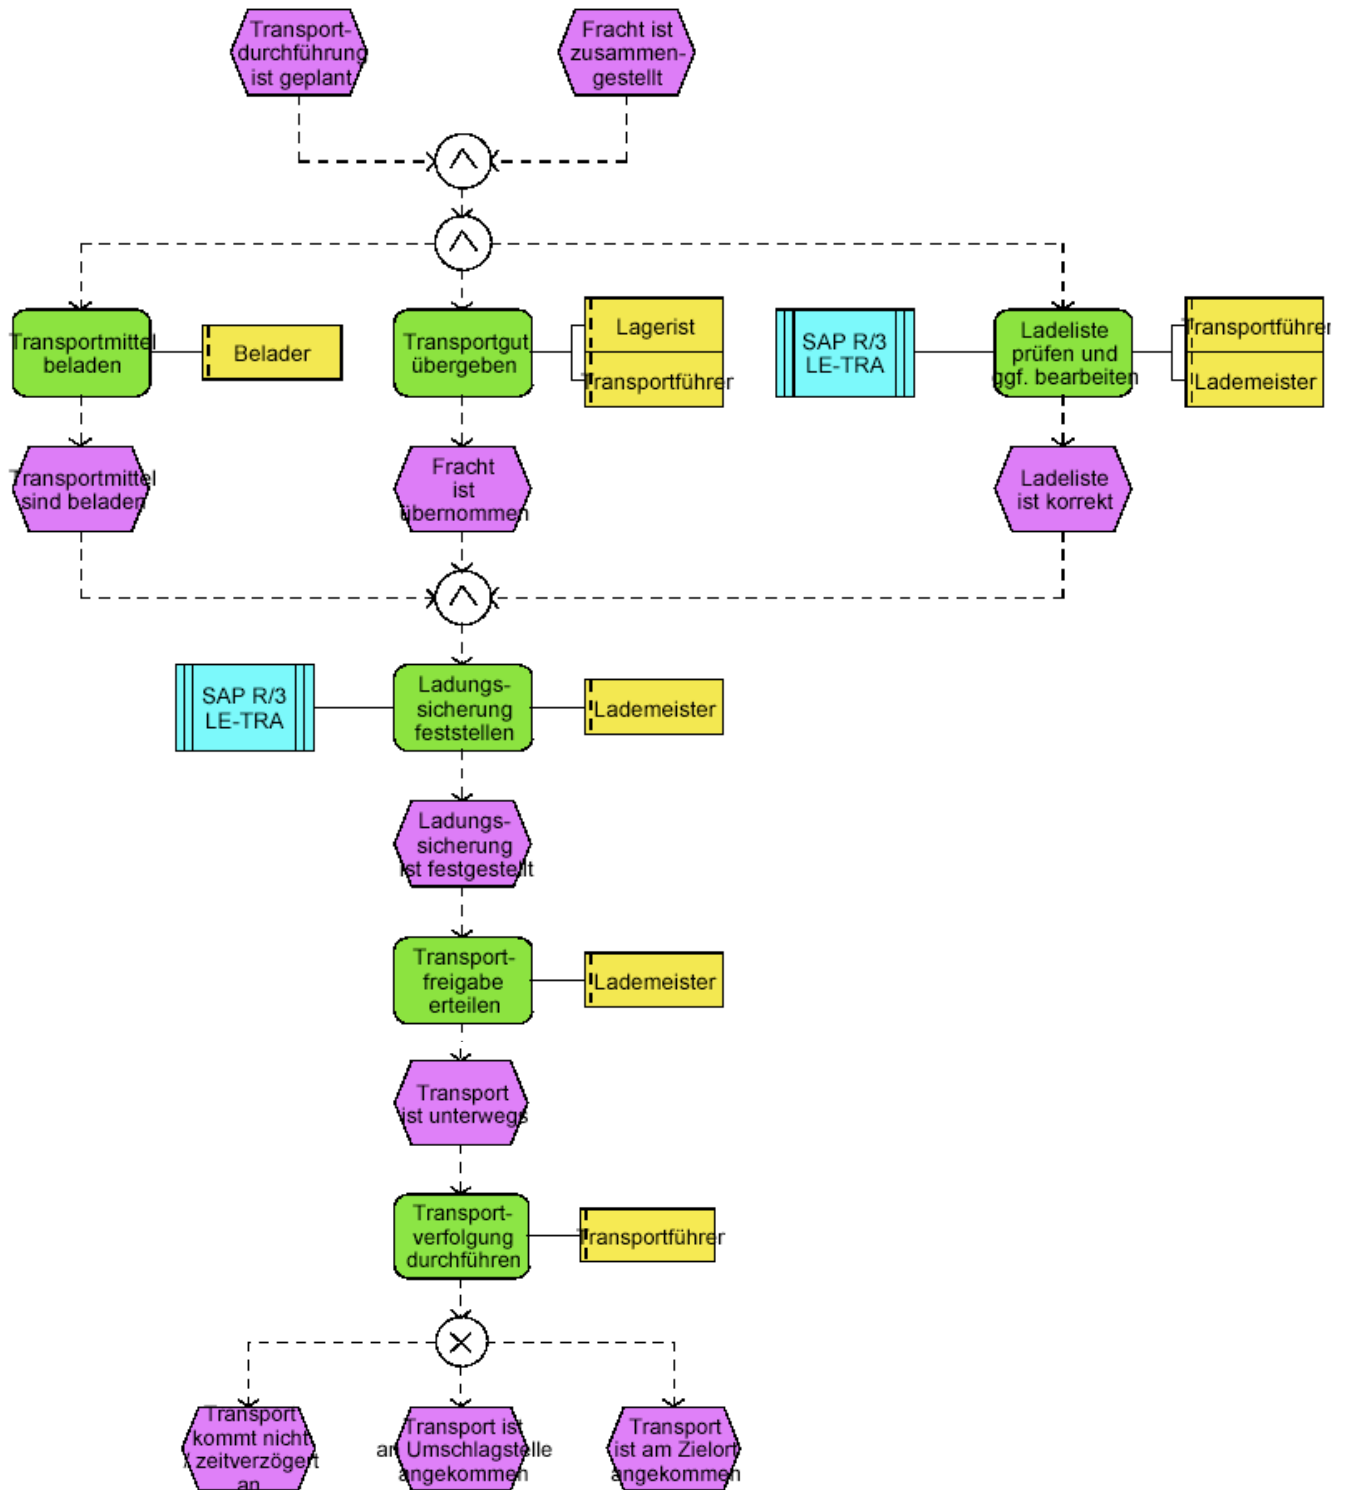 Transport-
durchführung
ist geplant
Fracht ist
zusammen-
gestellt
Transportmittel
beladen
Belader
Transportgut
übergeben
Lagerist
Transportführer
SAP R/3
LE-TRA
Ladeliste
prüfen und
ggf. bearbeiten
Transportführer
Lademeister
Transportmittel
sind beladen
Fracht
ist
übernommen
Ladeliste
ist korrekt
SAP R/3
LE-TRA
Ladungs-
sicherung
feststellen
Lademeister
Ladungs-
sicherung
ist festgestellt
Transport-
freigabe
erteilen
Lademeister
Transport
ist unterwegs
Transport-
verfolgung
durchführen
Transportführer
Transport
kommt nicht
/ zeitverzögert
an
Transport ist
an Umschlagstelle
angekommen
Transport
ist am Zielort
angekommen